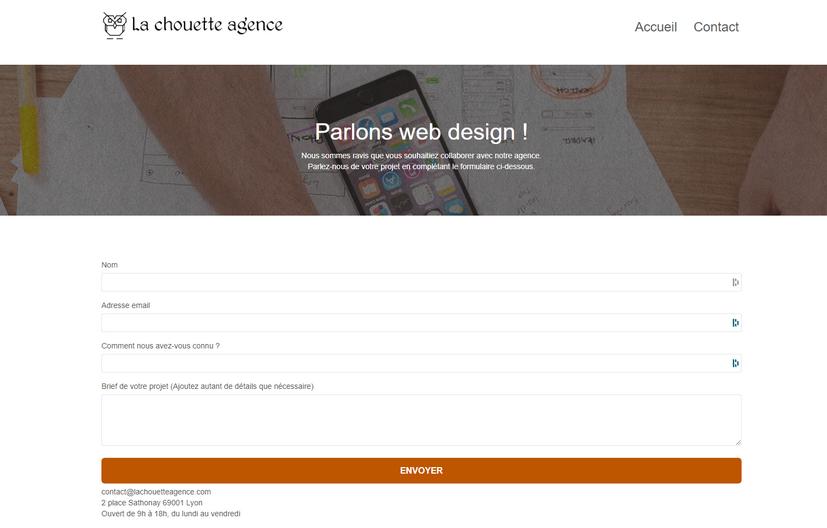 La chouette agence
Accueil
Contact
Parlons web design !
Nous sommes ravis que vous souhaitiez collaborer avec notre agence.
Parlez-nous de votre projet en complétant le formulaire ci-dessous.
Nom
Adresse email
Comment nous avez-vous connu ?
Brief de votre projet (Ajoutez autant de détails que nécessaire)
ENVOYER
contact@lachouetteagence.com
2 place Sathonay 69001 Lyon
Ouvert de 9h à 18h, du lundi au vendredi